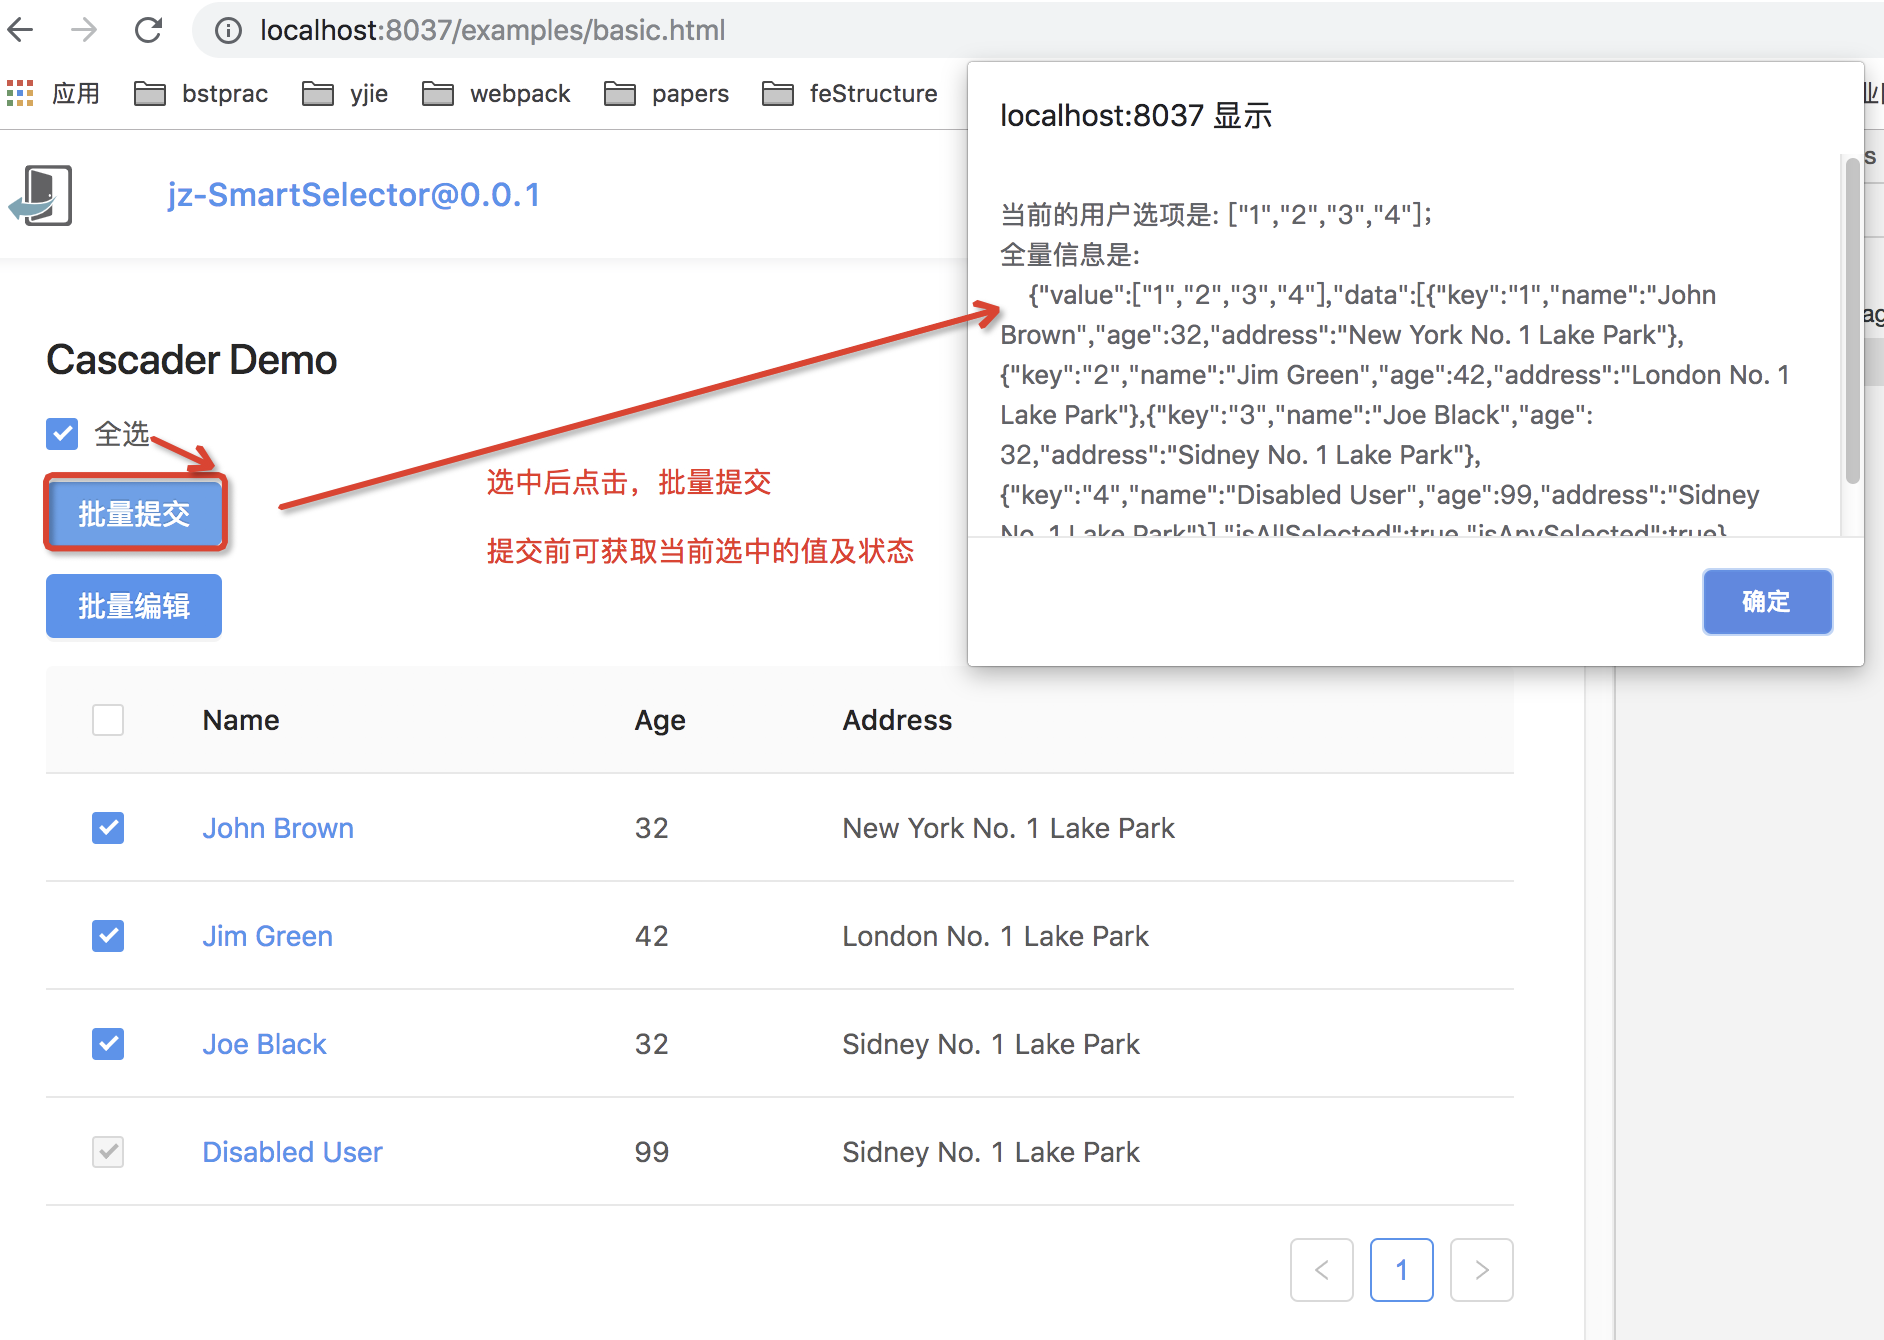 localhost:8037/examples/basic.html
应用 bstprac yjie webpack papers feStructure
jz-SmartSelector@0.0.1
localhost:8037 显示
当前的用户选项是: ["1","2","3","4"];
全量信息是:
{"value":["1","2","3","4"],"data":[{"key":"1","name":"John
Brown","age":32,"address":"New York No. 1 Lake Park"},
{"key":"2","name":"Jim Green","age":42,"address":"London No. 1
Lake Park"},{"key":"3","name":"Joe Black","age":
32,"address":"Sidney No. 1 Lake Park"},
{"key":"4","name":"Disabled User","age":99,"address":"Sidney
No. 1 Lake Park"}],"isAllSelected":true,"isAnySelected":true}
确定
Cascader Demo
全选
批量提交
选中后点击，批量提交
提交前可获取当前选中的值及状态
批量编辑
Name Age Address
John Brown 32 New York No. 1 Lake Park
Jim Green 42 London No. 1 Lake Park
Joe Black 32 Sidney No. 1 Lake Park
Disabled User 99 Sidney No. 1 Lake Park
< 1 >